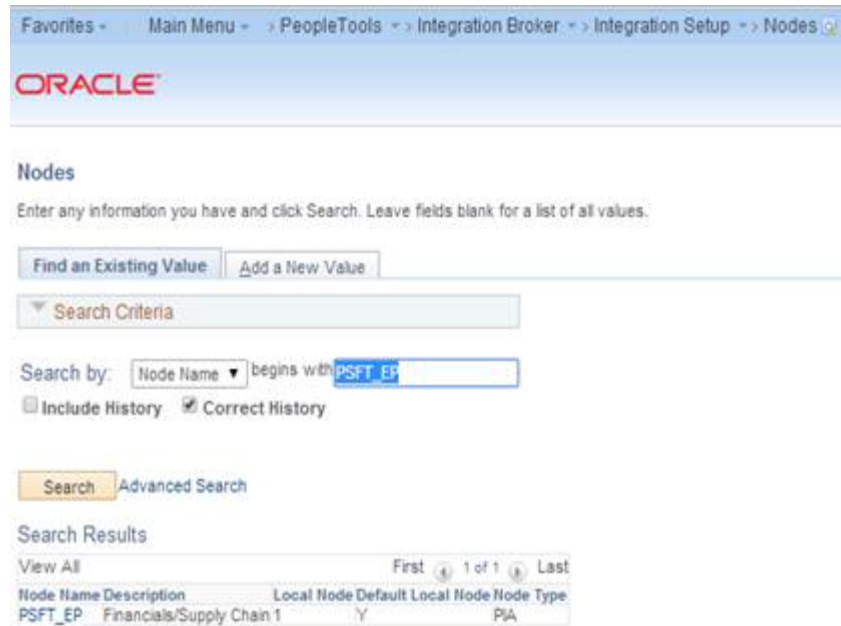 Favorites Main Menu > PeopleTools > Integration Broker > Integration Setup > Nodes
ORACLE
Nodes
Enter any information you have and click Search. Leave fields blank for a list of all values.
Find an Existing Value Add a New Value
Search Criteria
Search by: Node Name begins with PSFT_EP
Include History Correct History
Search Advanced Search
Search Results
View All First 1 of 1 Last
Node Name Description Local Node Default Local Node Node Type
PSFT_EP Financials/Supply Chain 1 Y PIA